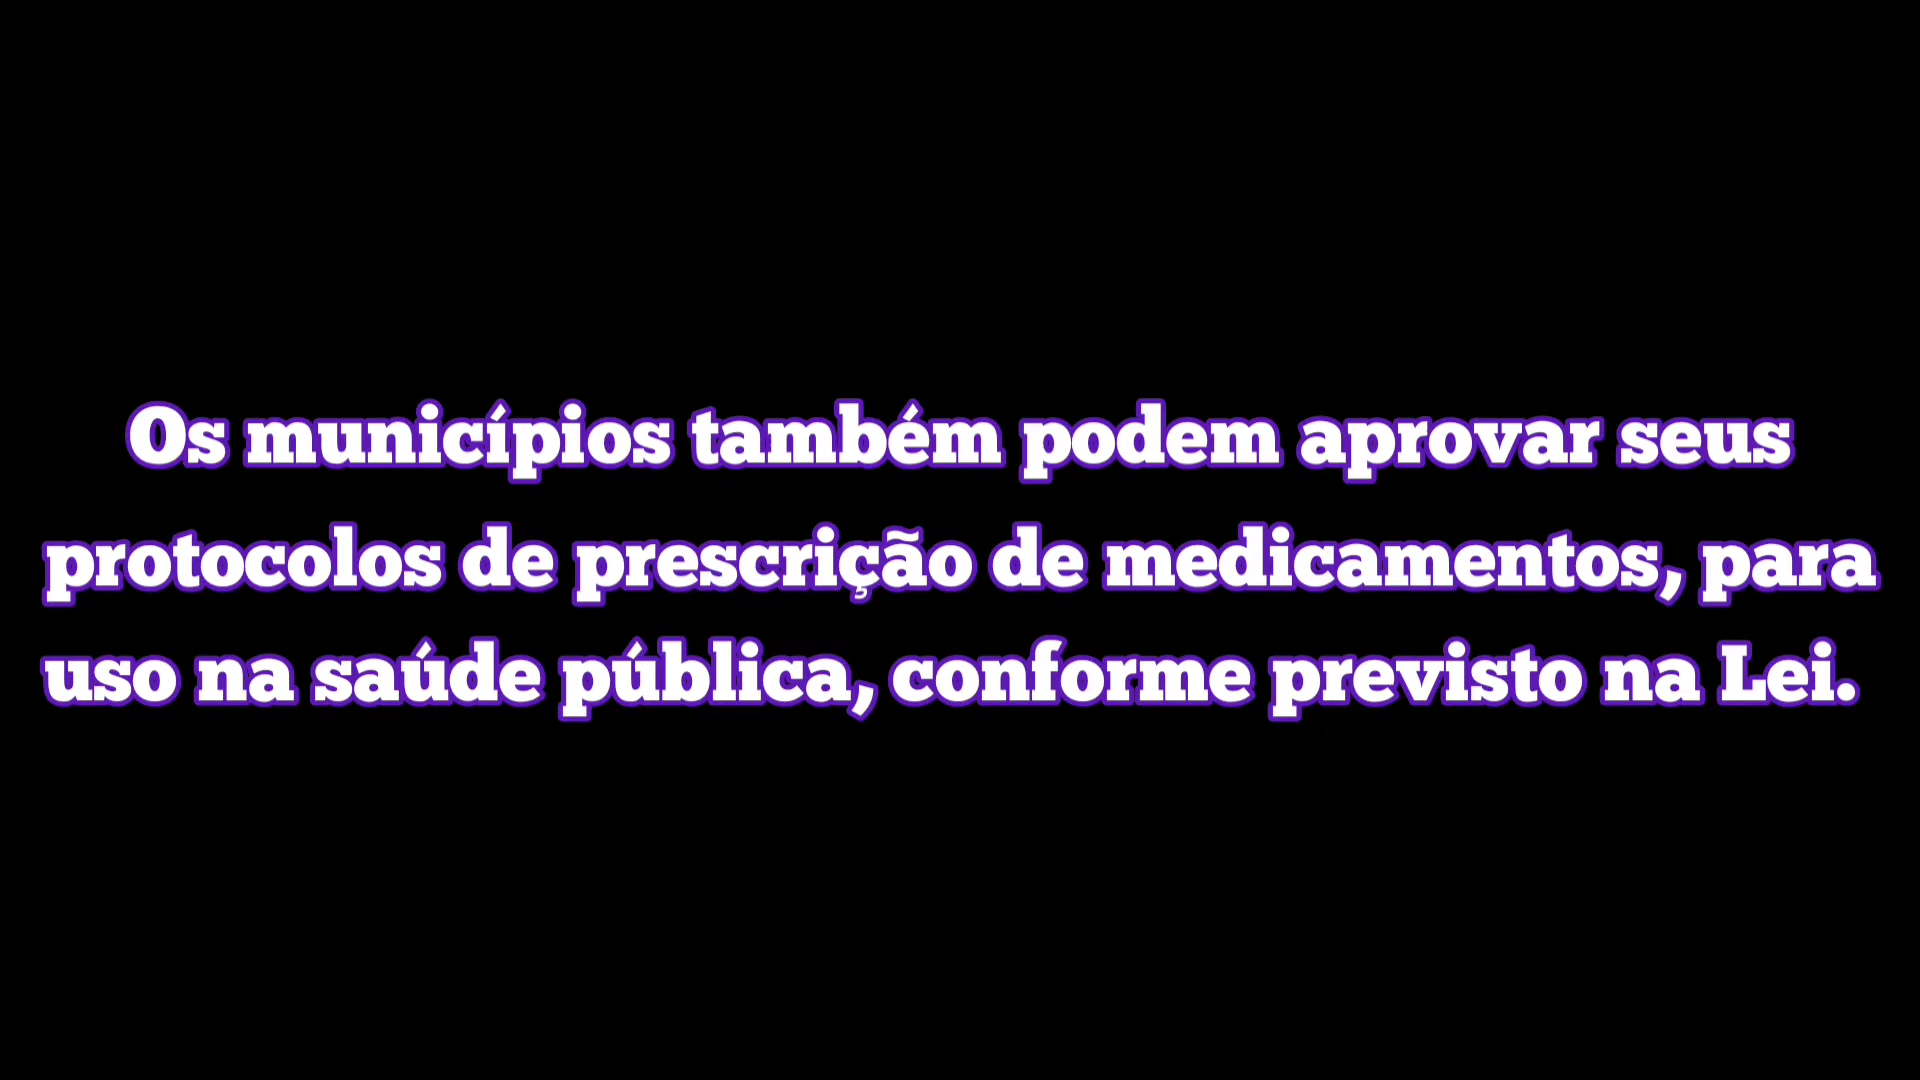 Os municípios também podem aprovar seus
protocolos de prescrição de medicamentos, para
uso na saúde pública, conforme previsto na Lei.